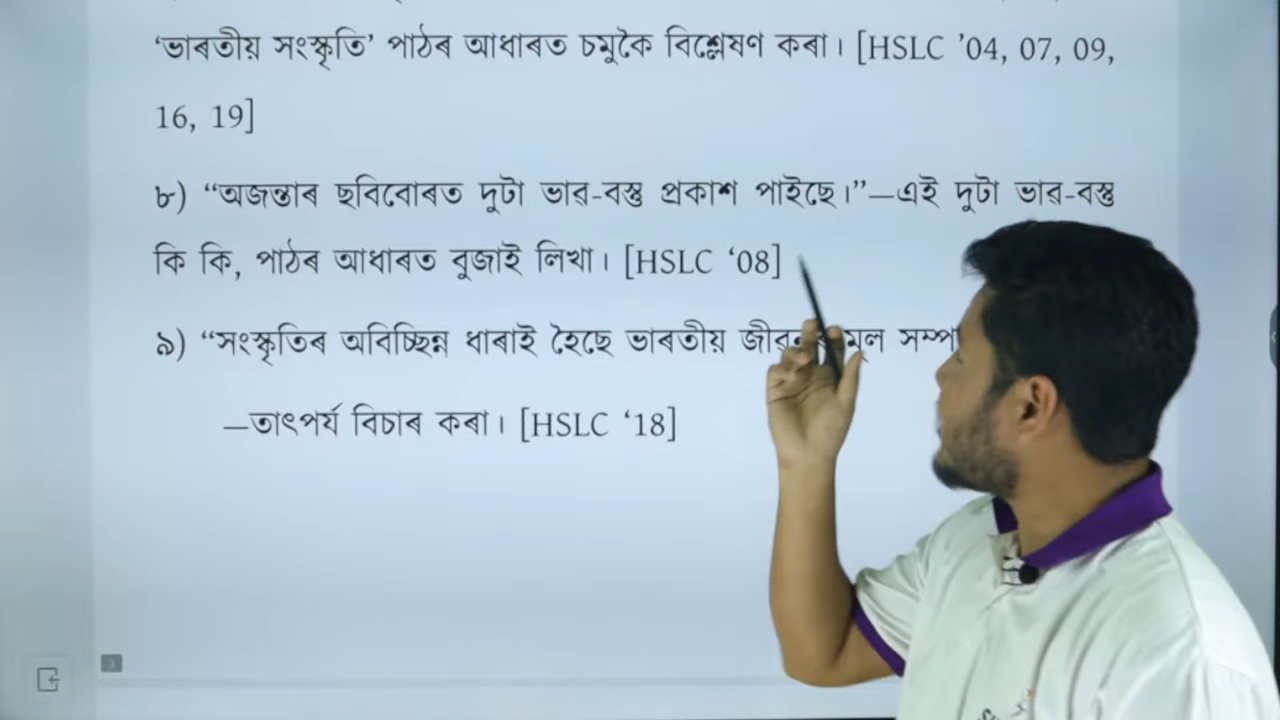 ‘ভাৰতীয় সংস্কৃতি’ পাঠৰ আধাৰত চমুকৈ বিশ্লেষণ কৰা। [HSLC ’04, 07, 09,
16, 19]
৮) “অজন্তাৰ ছবিবোৰত দুটা ভাৱ-বস্তু প্ৰকাশ পাইছে।”—এই দুটা ভাৱ-বস্তু
কি কি, পাঠৰ আধাৰত বুজাই লিখা। [HSLC ‘08]
৯) “সংস্কৃতিৰ অবিচ্ছিন্ন ধাৰাই হৈছে ভাৰতীয় মূল
—তাৎপৰ্য বিচাৰ কৰা। [HSLC ‘18]